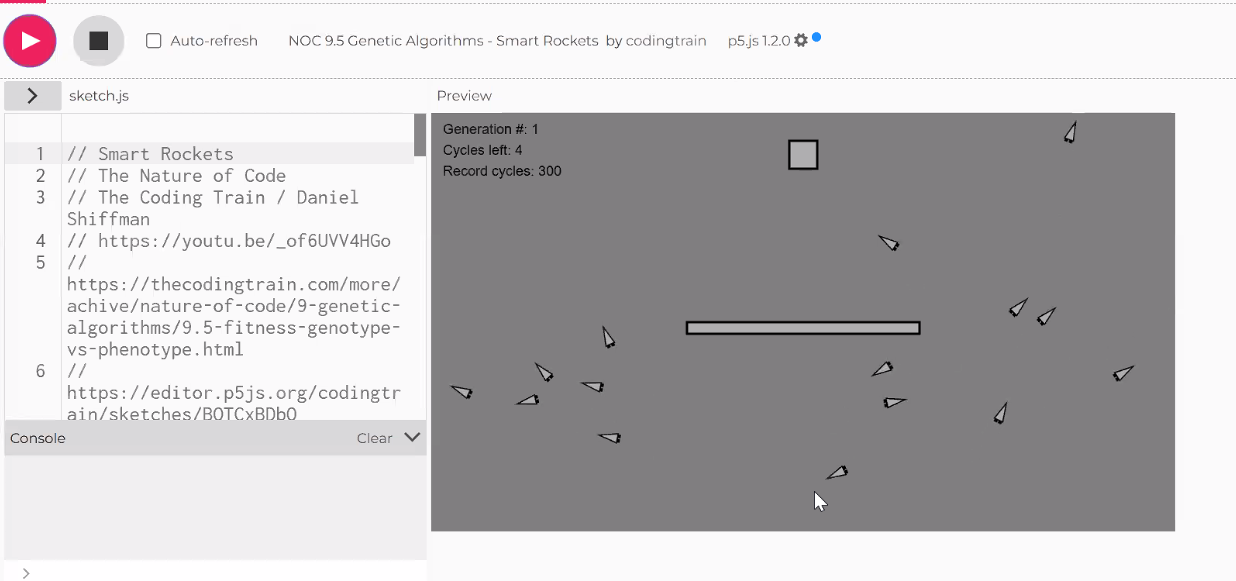 Auto-refresh NOC 9.5 Genetic Algorithms - Smart Rockets by codingtrain p5.js 1.2.0
sketch.js
Preview
1 // Smart Rockets
2 // The Nature of Code
3 // The Coding Train / Daniel
Shiffman
4 // https://youtu.be/_of6UVV4HGo
5 //
https://thecodingtrain.com/more/
achive/nature-of-code/9-genetic-
algorithms/9.5-fitness-genotype-
vs-phenotype.html
6 //
https://editor.p5js.org/codingtr
ain/sketches/BOTCxBDbO
Console Clear
>
Generation #: 1
Cycles left: 4
Record cycles: 300